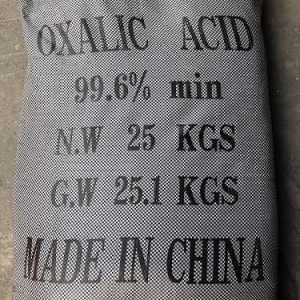 OXALIC ACID
99.6% min
N.W 25 KGS
G.W 25.1 KGS
MADE IN CHINA